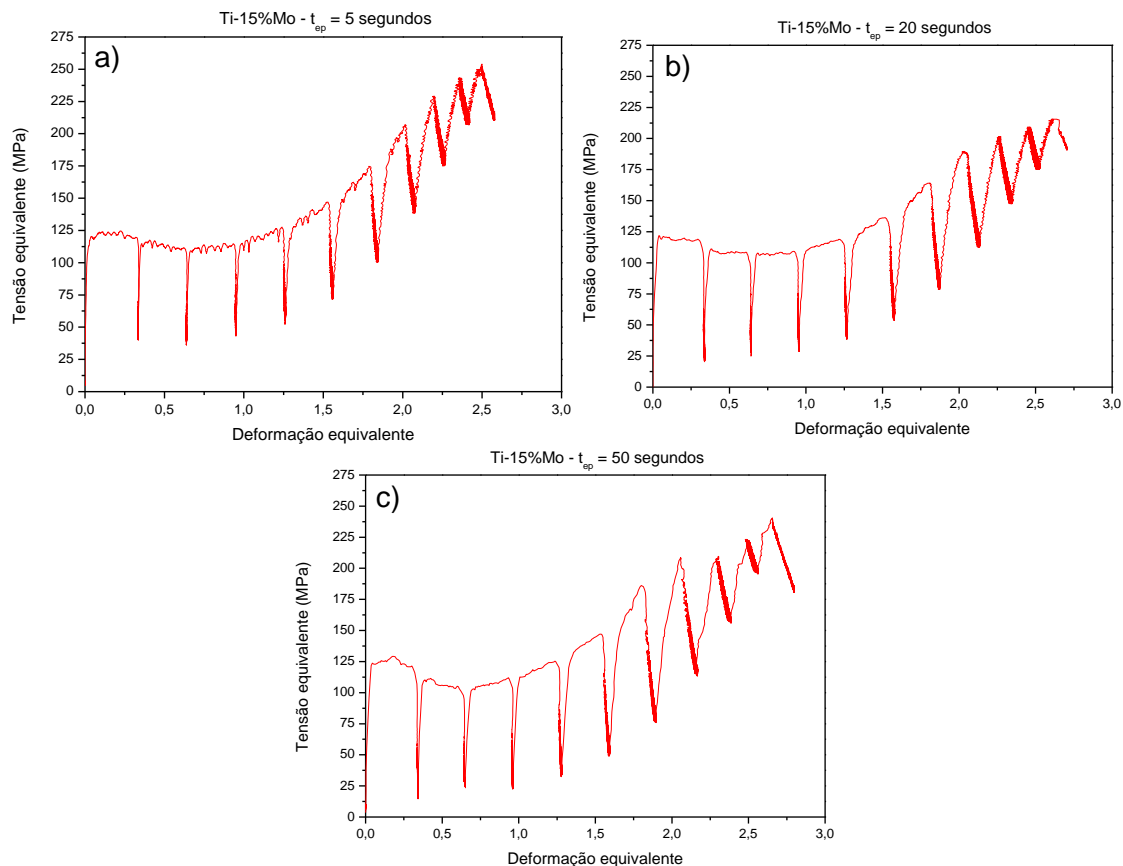 Ti-15%Mo - tep = 5 segundos
a)
Tensão equivalente (MPa)
275
250
225
200
175
150
125
100
75
50
25
0
0,0 0,5 1,0 1,5 2,0 2,5 3,0
Deformação equivalente
Ti-15%Mo - tep = 20 segundos
b)
Tensão equivalente (MPa)
275
250
225
200
175
150
125
100
75
50
25
0
0,0 0,5 1,0 1,5 2,0 2,5 3,0
Deformação equivalente
Ti-15%Mo - tep = 50 segundos
c)
Tensão equivalente (MPa)
275
250
225
200
175
150
125
100
75
50
25
0
0,0 0,5 1,0 1,5 2,0 2,5 3,0
Deformação equivalente